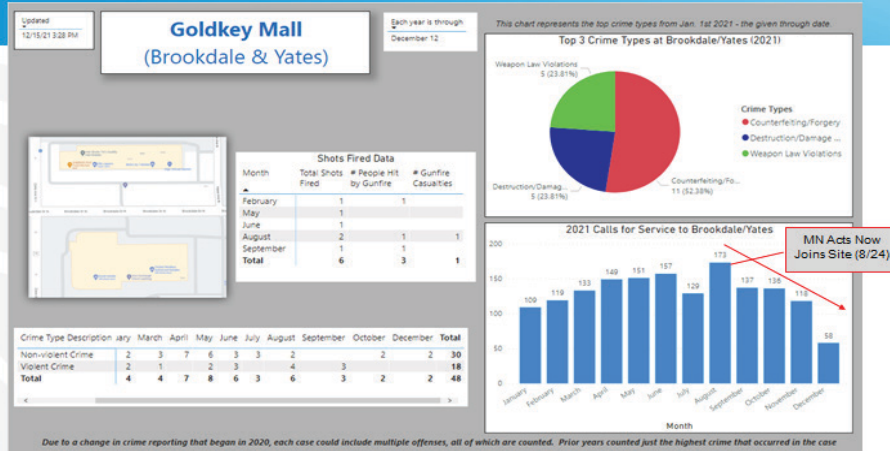 Updated
12/15/21 3:28 PM
Goldkey Mall
(Brookdale & Yates)
Each year is through
December 12
This chart represents the top crime types from Jan. 1st 2021 - the given through date.
Top 3 Crime Types at Brookdale/Yates (2021)
Weapon Law Violations
5 (23.81%)
Destruction/Damag...
5 (23.81%)
Counterfeiting/Fo...
11 (52.38%)
Crime Types
Counterfeiting/Forgery
Destruction/Damage ...
Weapon Law Violations
Shots Fired Data
Month Total Shots Fired # People Hit by Gunfire # Gunfire Casualties
February 1 1
May 1
June 1
August 2 1 1
September 1 1
Total 6 3 1
2021 Calls for Service to Brookdale/Yates
MN Acts Now
Joins Site (8/24)
200
150
100
50
0
109 119 133 149 151 157 129 173 137 136 118 58
January February March April May June July August September October November December
Month
Crime Type Description uary March April May June July August September October December Total
Non-violent Crime 2 3 7 6 3 3 2 2 2 30
Violent Crime 2 1 2 3 4 3 18
Total 4 4 7 8 6 3 6 3 2 2 48
Due to a change in crime reporting that began in 2020, each case could include multiple offenses, all of which are counted. Prior years counted just the highest crime that occurred in the case